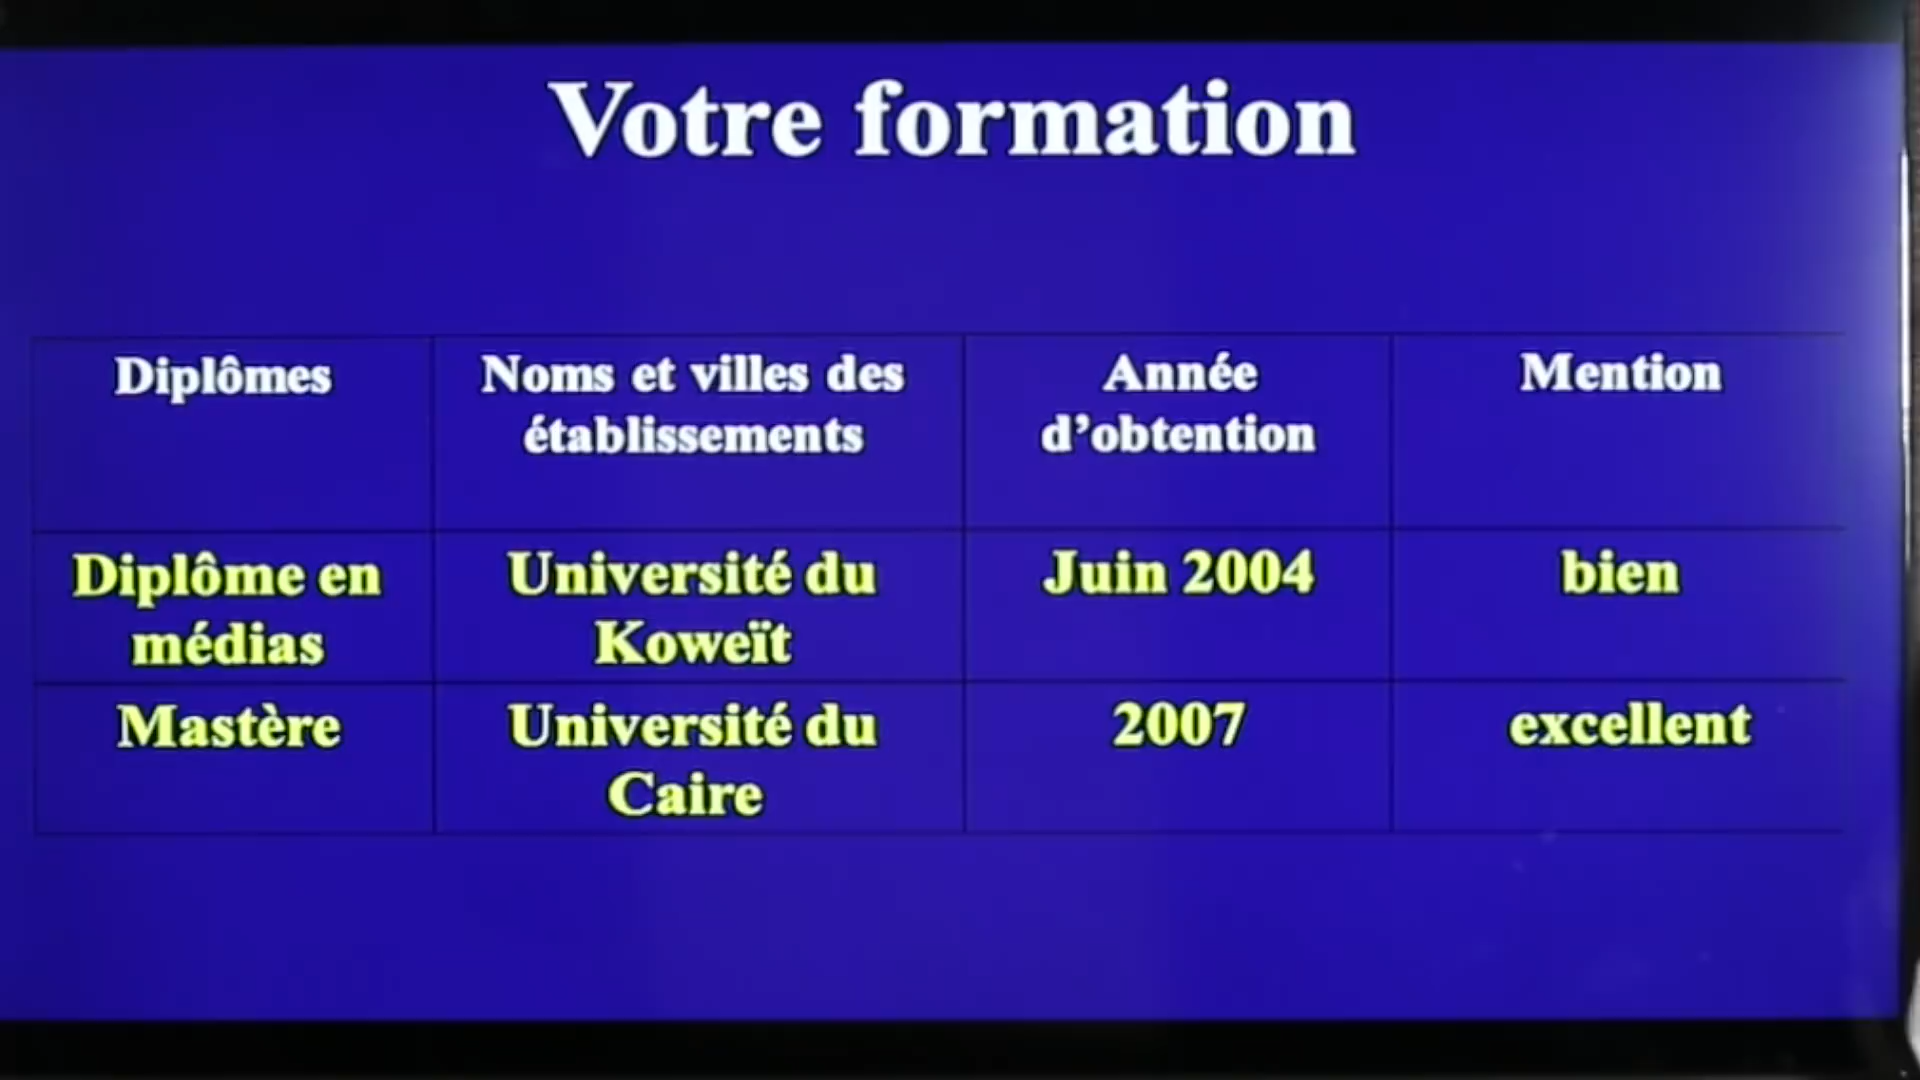 Votre formation
Diplômes
Noms et villes des
établissements
Année
d’obtention
Mention
Diplôme en
médias
Université du
Koweït
Juin 2004
bien
Mastère
Université du
Caire
2007
excellent